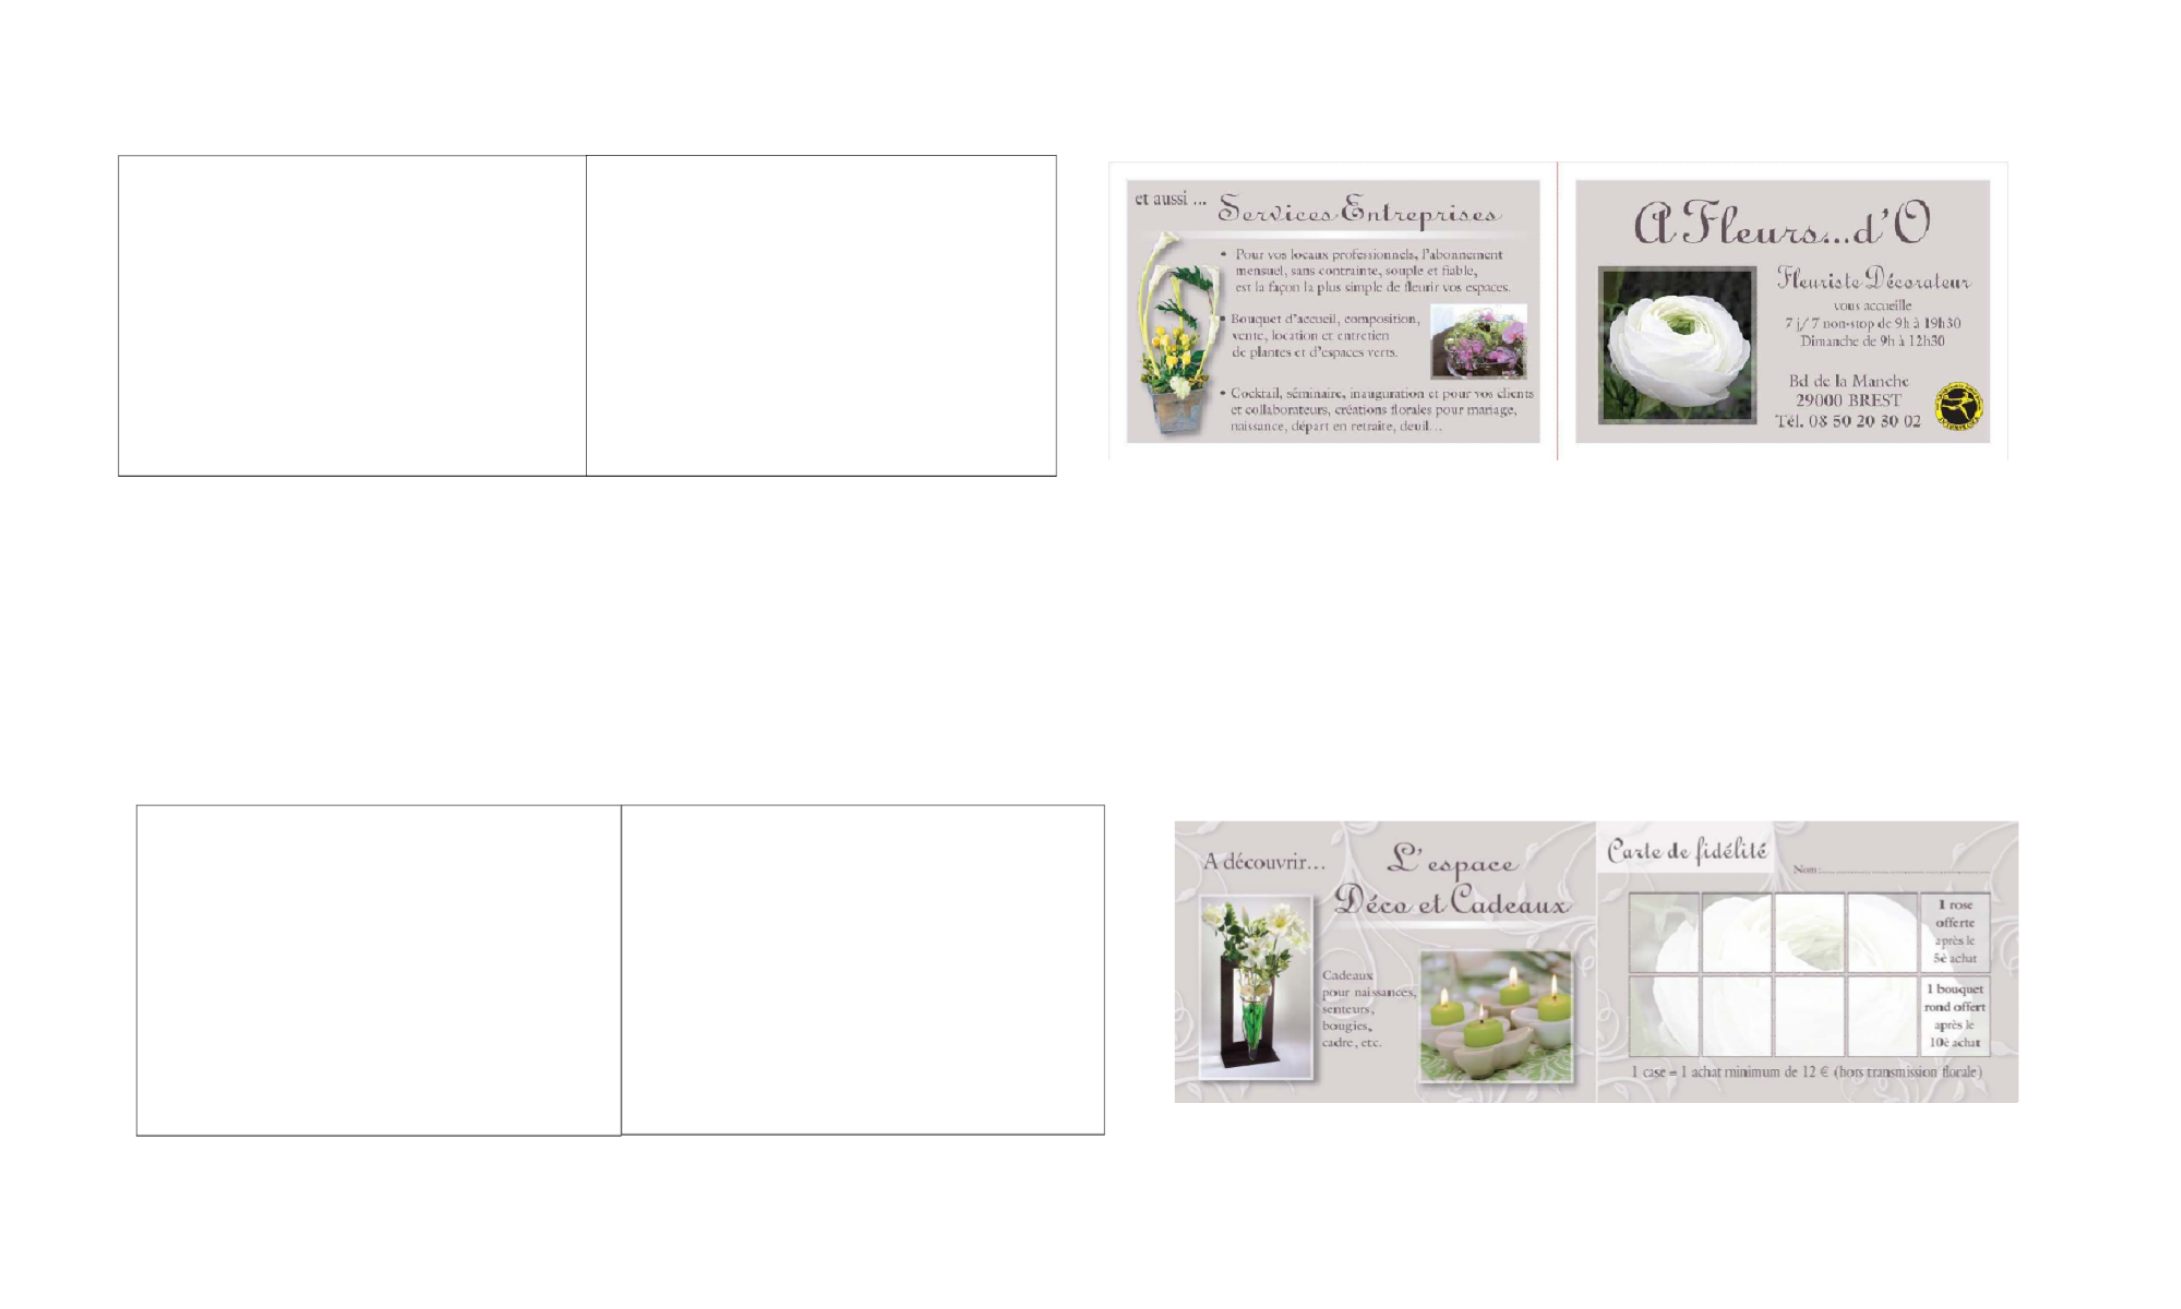 et aussi ...
Services Entreprises
• Pour vos locaux professionnels, l'abonnement
mensuel, sans contrainte, souple et fiable,
est la façon la plus simple de fleurir vos espaces.
• Bouquet d'accueil, composition,
vente, location et entretien
de plantes et d'espaces verts.
• Cocktail, séminaire, inauguration et pour vos clients
et collaborateurs, créations florales pour mariage,
naissance, départ en retraite, deuil...
A Fleurs...d'O
Fleuriste Décorateur
vous accueille
7 j/ 7 non-stop de 9h à 19h30
Dimanche de 9h à 12h30
Bd de la Manche
29000 BREST
Tél. 08 50 20 30 02
A découvrir...
L'espace
Déco et Cadeaux
Cadeaux
pour naissances,
senteurs,
bougies,
cadre, etc.
Carte de fidélité
Nom :
1 rose
offerte
après le
5è achat
1 bouquet
rond offert
après le
10è achat
1 case = 1 achat minimum de 12 € (hors transmission florale)